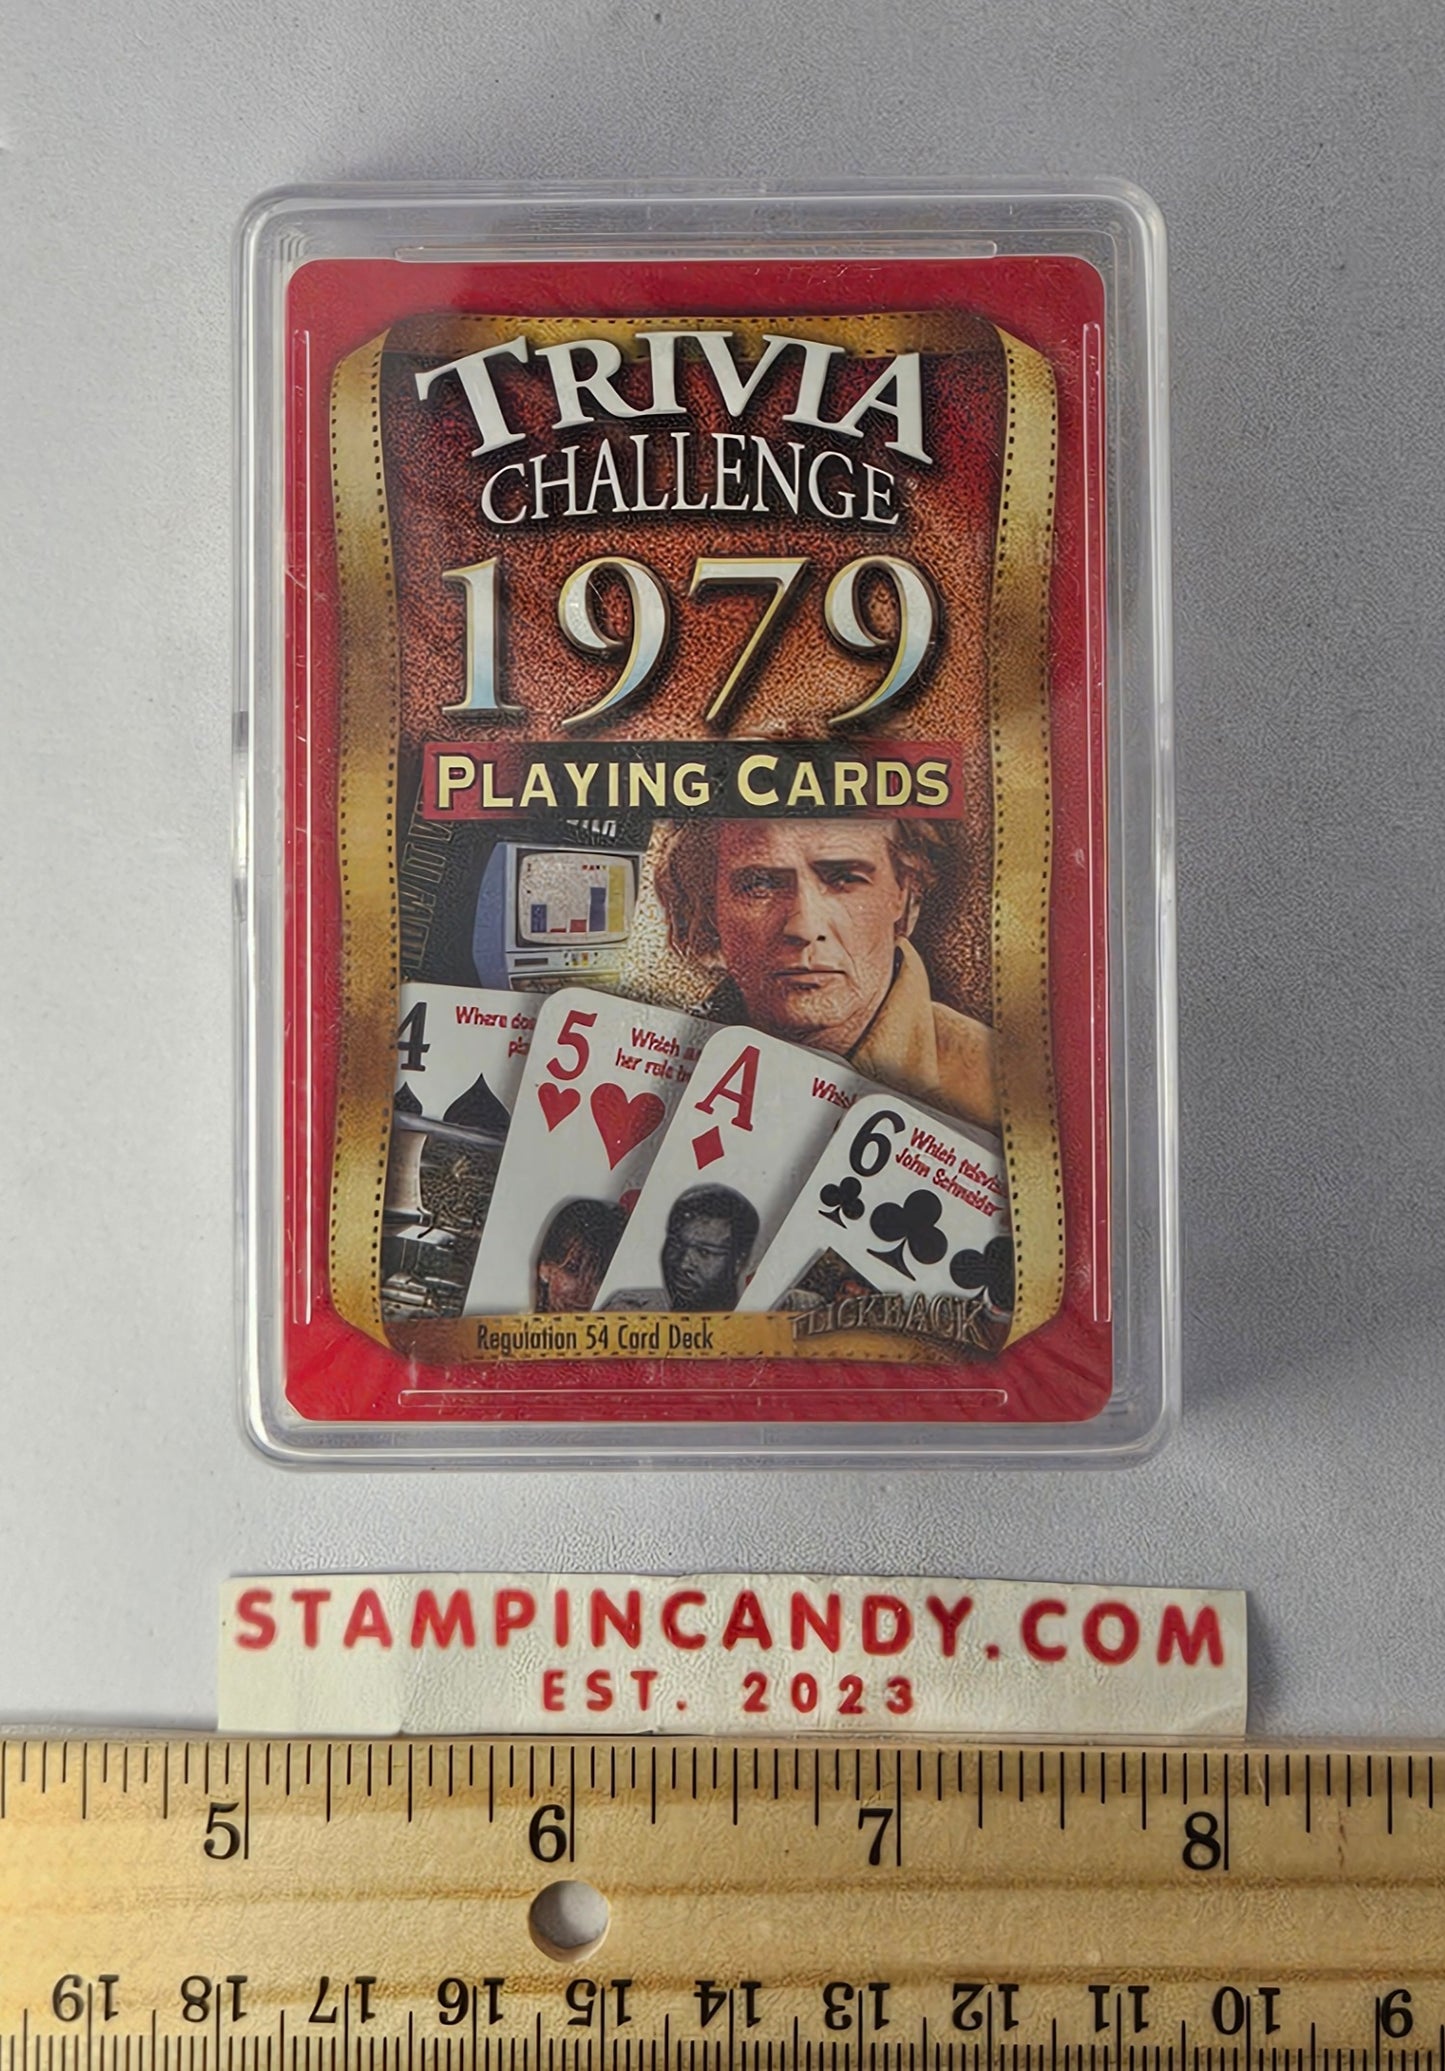 TRIVIA
CHALLENGE
1979
PLAYING CARDS
4
Where
5
Which
her role in
A
6
Which
John Schneider
Regulation 54 Card Deck
FLICKBACK
STAMPINCANDY.COM
EST. 2023
5 6 7 8
19 18 17 16 15 14 13 12 11 10 9